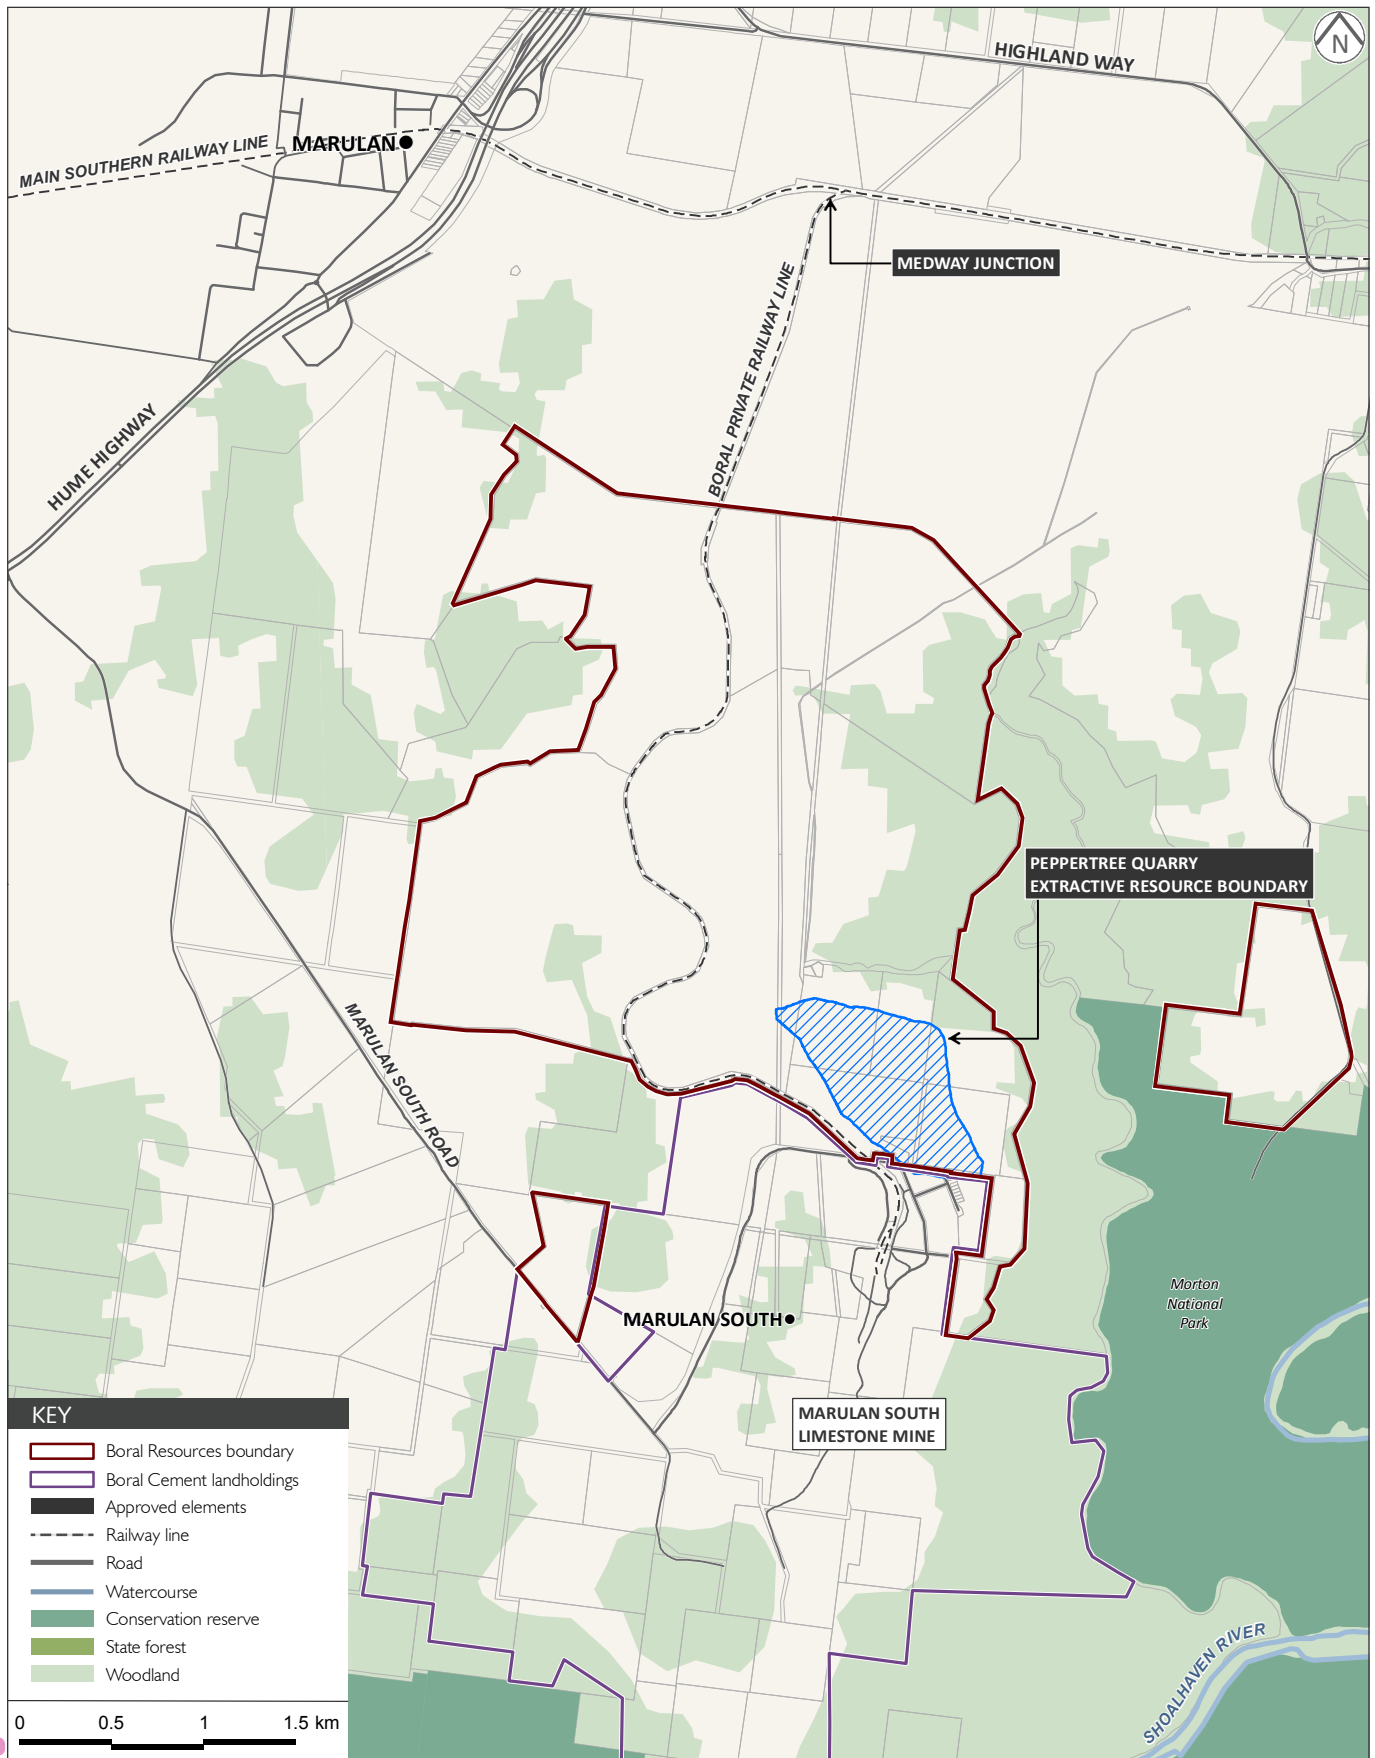 HIGHLAND WAY
N
MARULAN
MAIN SOUTHERN RAILWAY LINE
MEDWAY JUNCTION
BORAL PRIVATE RAILWAY LINE
HUME HIGHWAY
PEPPERTREE QUARRY
EXTRACTIVE RESOURCE BOUNDARY
MARULAN SOUTH ROAD
Morton
National
Park
MARULAN SOUTH
MARULAN SOUTH
LIMESTONE MINE
SHOALHAVEN RIVER
KEY
Boral Resources boundary
Boral Cement landholdings
Approved elements
Railway line
Road
Watercourse
Conservation reserve
State forest
Woodland
0 0.5 1 1.5 km